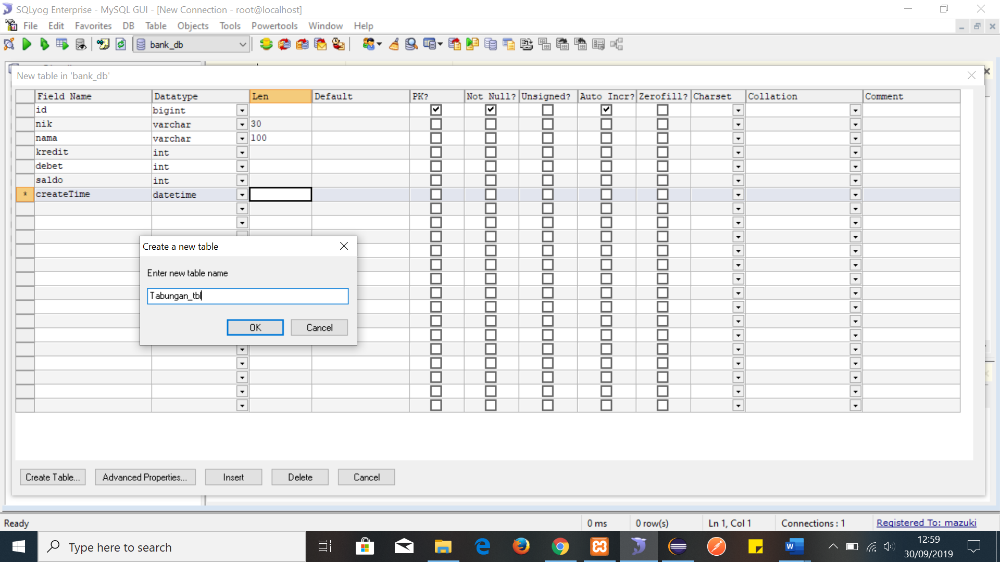 SQLyog Enterprise - MySQL GUI - [New Connection - root@localhost]
File Edit Favorites DB Table Objects Tools Powertools Window Help
bank_db
New table in 'bank_db'
Field Name Datatype Len Default PK? Not Null? Unsigned? Auto Incr? Zerofill? Charset Collation Comment
id bigint
nik varchar 30
nama varchar 100
kredit int
debet int
saldo int
* createTime datetime
Create a new table
Enter new table name
Tabungan_tbl
OK Cancel
Create Table... Advanced Properties... Insert Delete Cancel
Ready 0 ms 0 row(s) Ln 1, Col 1 Connections : 1 Registered To: mazuki
Type here to search
12:59
30/09/2019